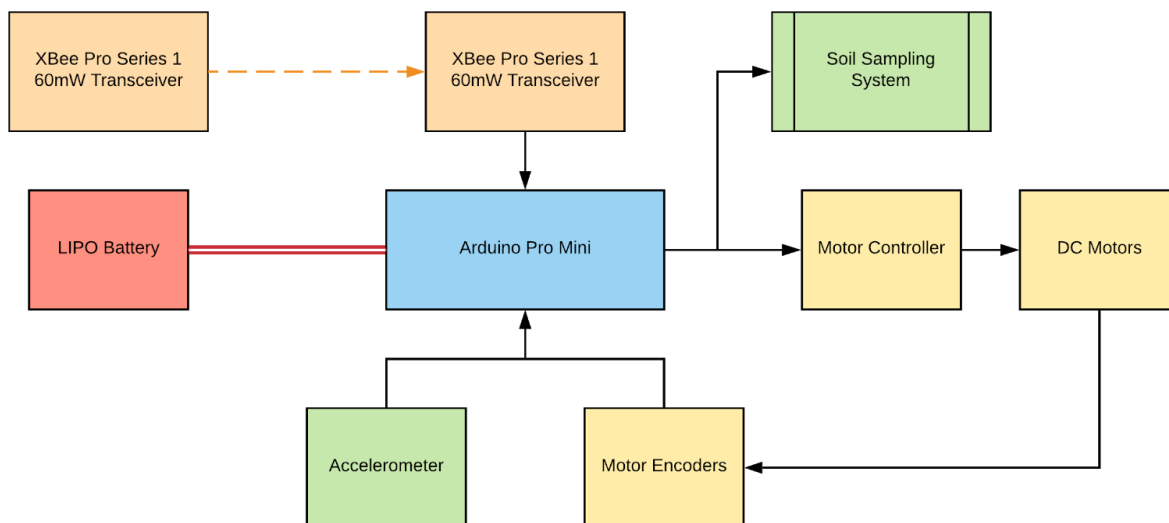 XBee Pro Series 1
60mW Transceiver
XBee Pro Series 1
60mW Transceiver
Soil Sampling
System
LIPO Battery
Arduino Pro Mini
Motor Controller
DC Motors
Accelerometer
Motor Encoders